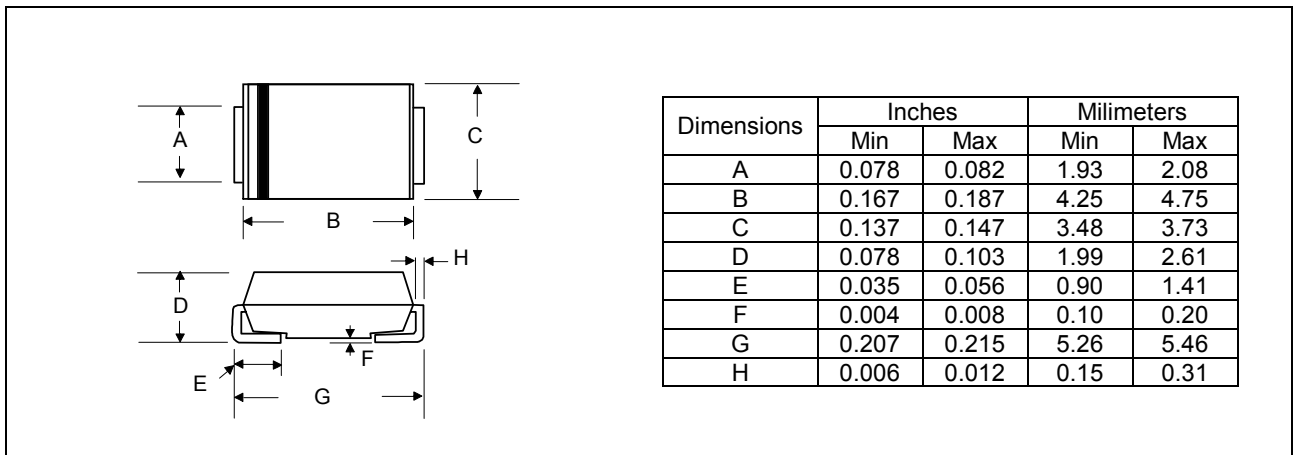 A
C
B
H
D
F
E
G
Dimensions Inches Milimeters
Min Max Min Max
A 0.078 0.082 1.93 2.08
B 0.167 0.187 4.25 4.75
C 0.137 0.147 3.48 3.73
D 0.078 0.103 1.99 2.61
E 0.035 0.056 0.90 1.41
F 0.004 0.008 0.10 0.20
G 0.207 0.215 5.26 5.46
H 0.006 0.012 0.15 0.31